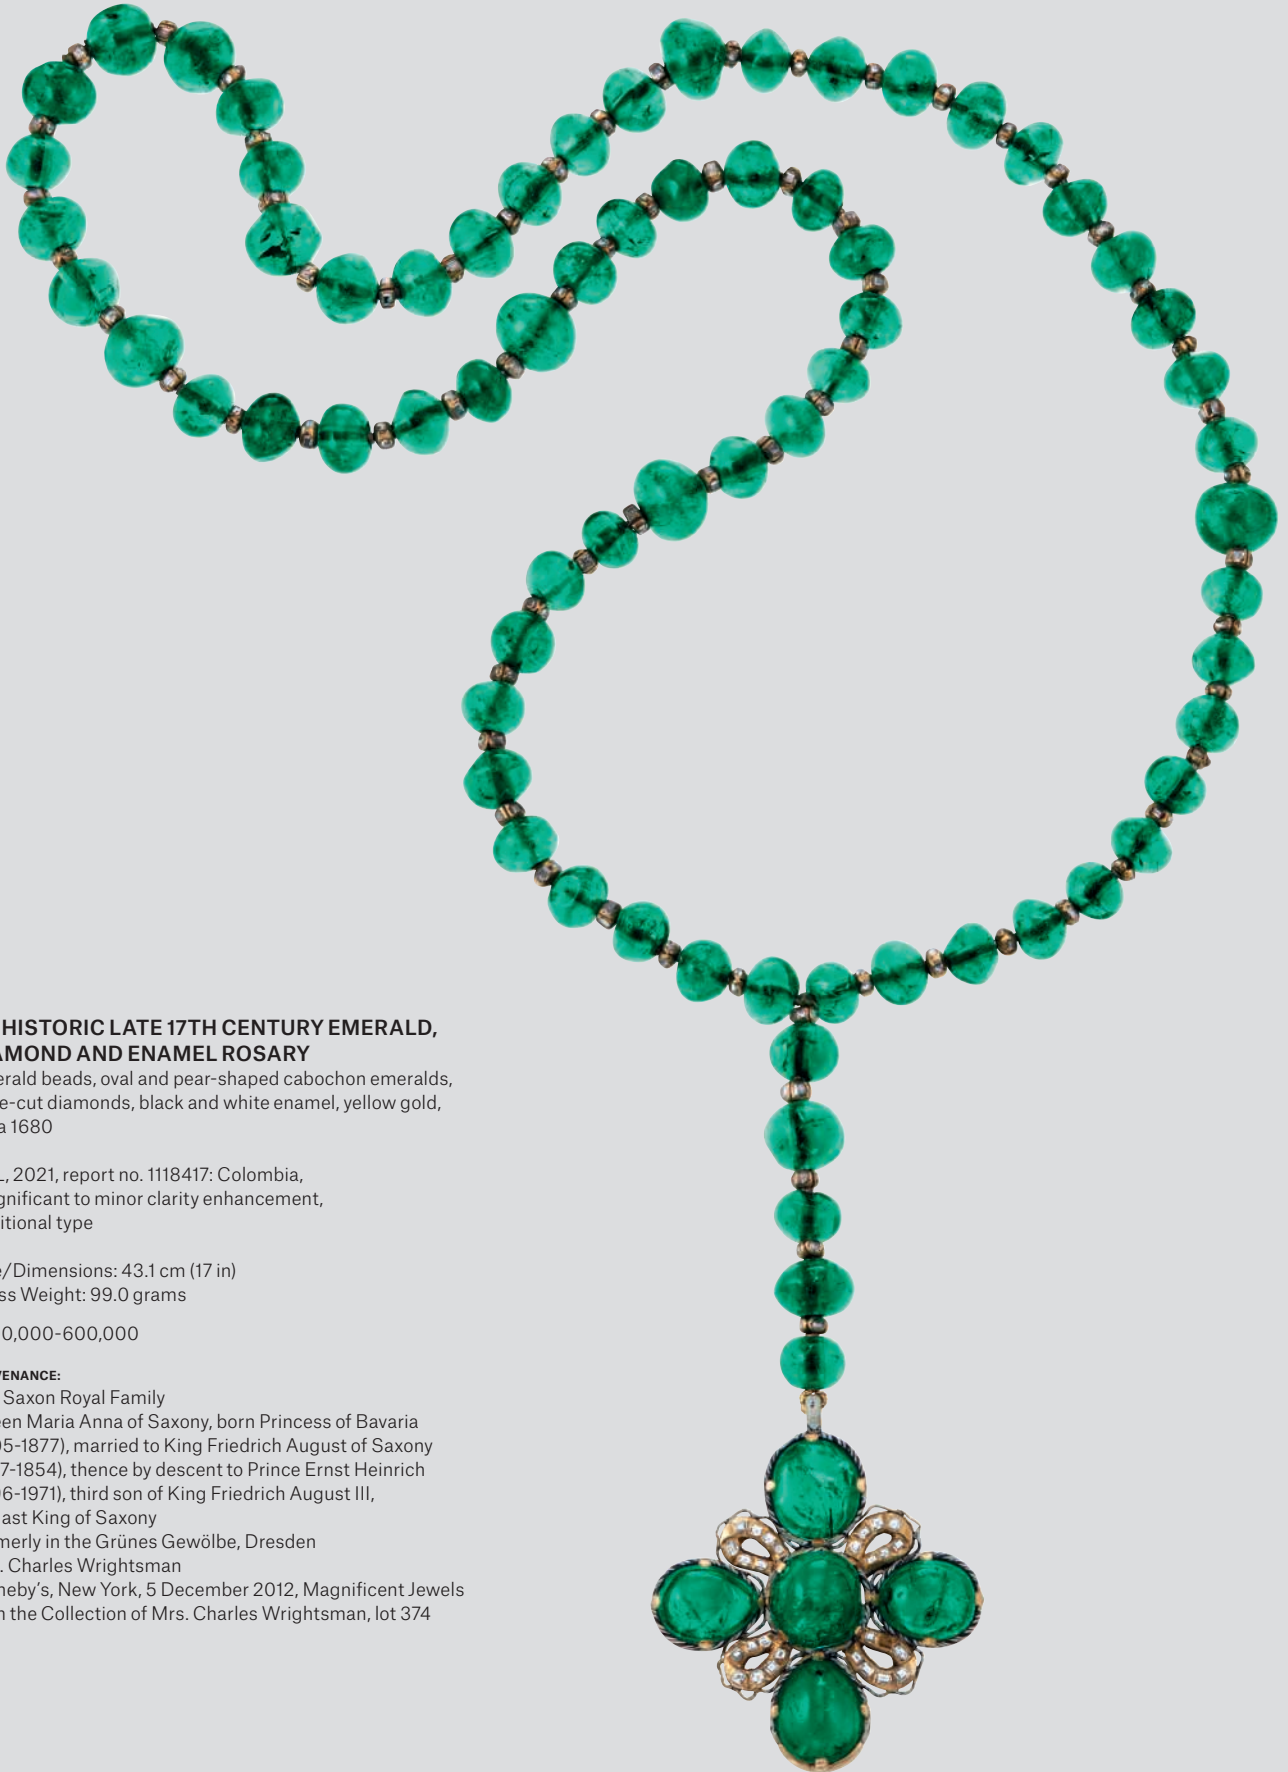 HISTORIC LATE 17TH CENTURY EMERALD,
AMOND AND ENAMEL ROSARY
erald beads, oval and pear-shaped cabochon emeralds,
e-cut diamonds, black and white enamel, yellow gold,
a 1680
L, 2021, report no. 1118417: Colombia,
gnificant to minor clarity enhancement,
itional type
e/Dimensions: 43.1 cm (17 in)
ss Weight: 99.0 grams
0,000-600,000
VENANCE:
Saxon Royal Family
en Maria Anna of Saxony, born Princess of Bavaria
05-1877), married to King Friedrich August of Saxony
7-1854), thence by descent to Prince Ernst Heinrich
96-1971), third son of King Friedrich August III,
ast King of Saxony
merly in the Grünes Gewölbe, Dresden
. Charles Wrightsman
heby's, New York, 5 December 2012, Magnificent Jewels
n the Collection of Mrs. Charles Wrightsman, lot 374